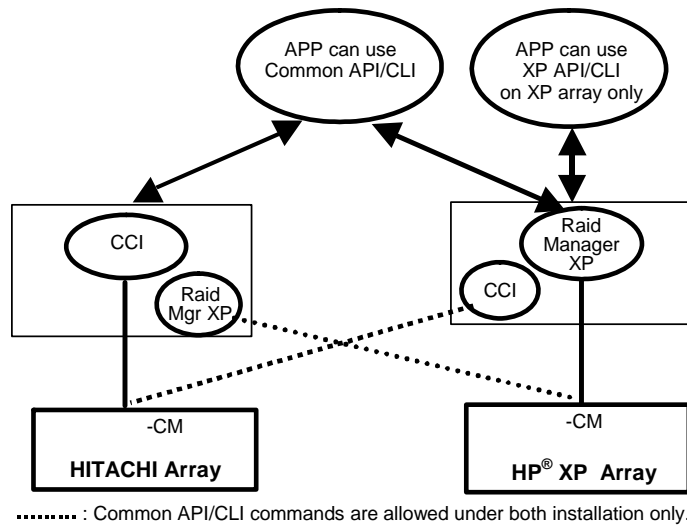 APP can use
Common API/CLI
APP can use
XP API/CLI
on XP array only
CCI
Raid
Mgr XP
Raid
Manager
XP
CCI
-CM
HITACHI Array
-CM
HP® XP Array
: Common API/CLI commands are allowed under both installation only.